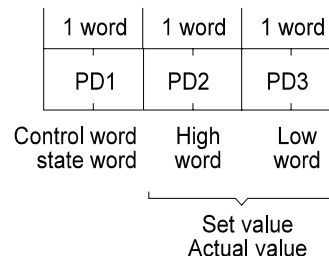 1 word 1 word 1 word
PD1 PD2 PD3
Control word High Low
state word word word
Set value
Actual value